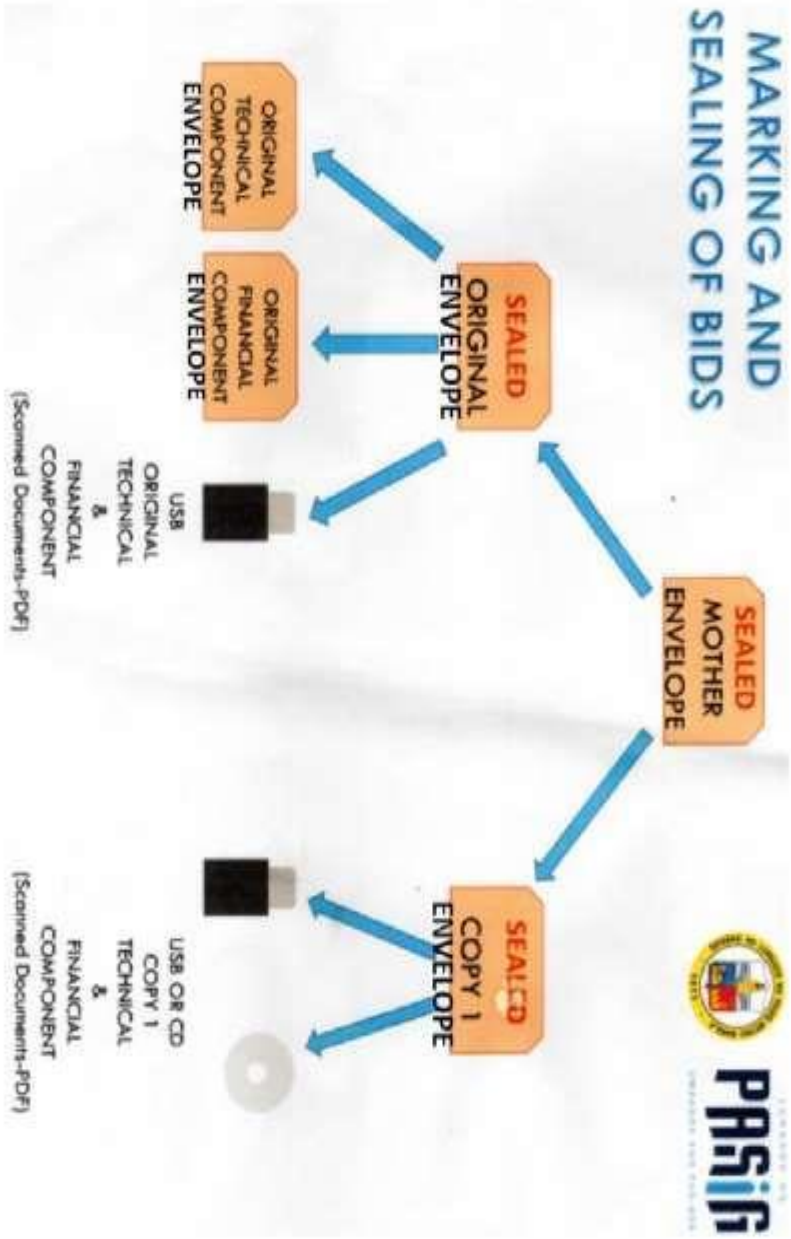 MARKING AND
SEALING OF BIDS
PASIG
SEALED
MOTHER
ENVELOPE
SEALED
ORIGINAL
ENVELOPE
SEALCD
COPY 1
ENVELOPE
ORIGINAL
TECHNICAL
COMPONENT
ENVELOPE
ORIGINAL
FINANCIAL
COMPONENT
ENVELOPE
USB
ORIGINAL
TECHNICAL
&
FINANCIAL
COMPONENT
(Scanned Documents-PDF)
USB OR CD
COPY 1
TECHNICAL
&
FINANCIAL
COMPONENT
(Scanned Documents-PDF)